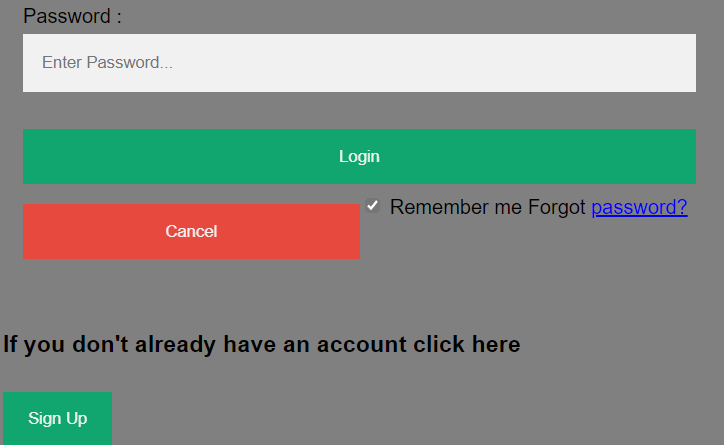 Password :
Enter Password...
Login
Remember me Forgot password?
Cancel
If you don't already have an account click here
Sign Up